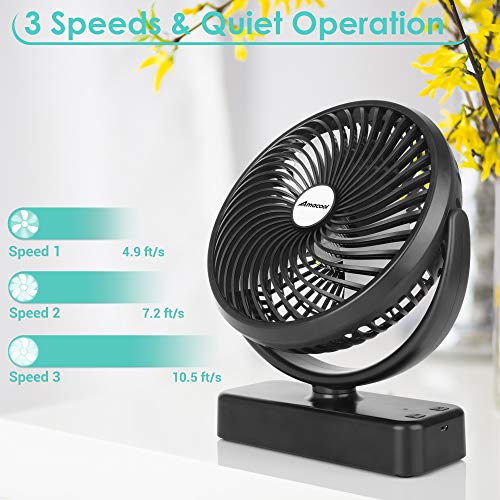 3 Speeds & Quiet Operation
Amacool
Speed 1 4.9 ft/s
Speed 2 7.2 ft/s
Speed 3 10.5 ft/s